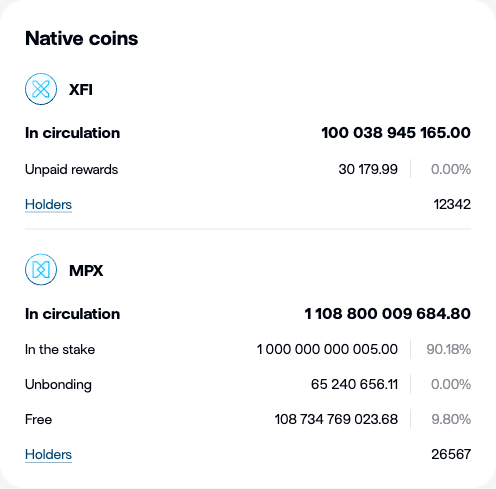 Native coins
XFI
In circulation 100 038 945 165.00
Unpaid rewards 30 179.99 0.00%
Holders 12342
MPX
In circulation 1 108 800 009 684.80
In the stake 1 000 000 000 005.00 90.18%
Unbonding 65 240 656.11 0.00%
Free 108 734 769 023.68 9.80%
Holders 26567